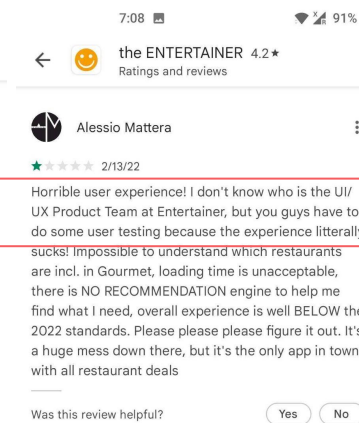 7:08 91%
the ENTERTAINER 4.2★
Ratings and reviews
Alessio Mattera
2/13/22
Horrible user experience! I don't know who is the UI/
UX Product Team at Entertainer, but you guys have to
do some user testing because the experience litterally
sucks! Impossible to understand which restaurants
are incl. in Gourmet, loading time is unacceptable,
there is NO RECOMMENDATION engine to help me
find what I need, overall experience is well BELOW the
2022 standards. Please please please figure it out. It's
a huge mess down there, but it's the only app in town
with all restaurant deals
Was this review helpful? Yes No